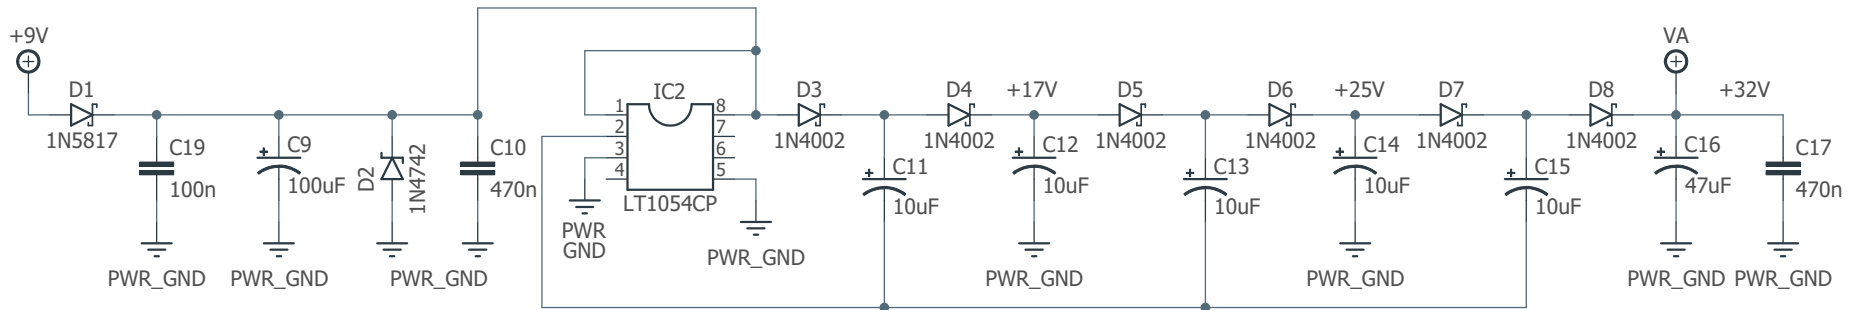 +9V
VA
D1
IC2
D3
D4
+17V
D5
D6
+25V
D7
D8
+32V
1
2
3
4
8
7
6
5
1N5817
1N4002
1N4002
1N4002
1N4002
1N4002
1N4002
C19
100n
C9
100uF
D2
1N4742
C10
470n
LT1054CP
C11
10uF
C12
10uF
C13
10uF
C14
10uF
C15
10uF
C16
47uF
C17
470n
PWR
GND
PWR_GND
PWR_GND
PWR_GND
PWR_GND
PWR_GND
PWR_GND
PWR_GND
PWR_GND
PWR_GND